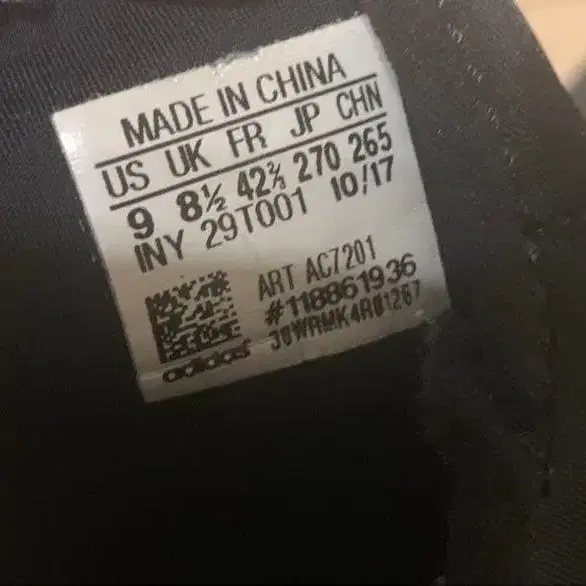 MADE IN CHINA
US UK FR JP CHN
9 8½ 42⅔ 270 265
INY 29T001 10/17
ART AC7201
#118861936
30WRMK4R01267
adidas